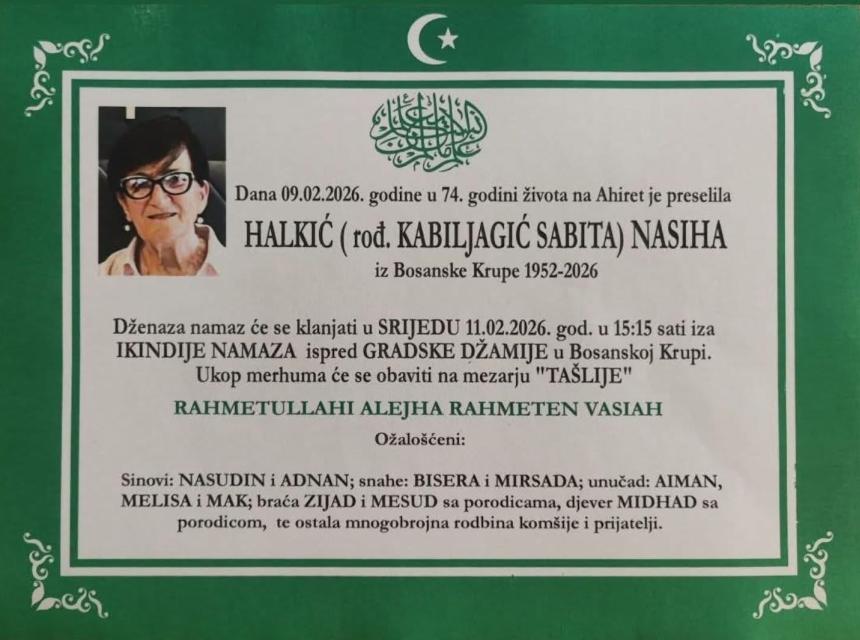 Dana 09.02.2026. godine u 74. godini života na Ahiret je preselila
HALKIĆ ( rođ. KABILJAGIĆ SABITA) NASIHA
iz Bosanske Krupe 1952-2026
Dženaza namaz će se klanjati u SRIJEDU 11.02.2026. god. u 15:15 sati iza
IKINDIJE NAMAZA ispred GRADSKE DŽAMIJE u Bosanskoj Krupi.
Ukop merhuma će se obaviti na mezarju "TAŠLIJE"
RAHMETULLAHI ALEJHA RAHMETEN VASIAH
Ožalošćeni:
Sinovi: NASUDIN i ADNAN; snahe: BISERA i MIRSADA; unučad: AIMAN,
MELISA i MAK; braća ZIJAD i MESUD sa porodicama, djever MIDHAD sa
porodicom, te ostala mnogobrojna rodbina komšije i prijatelji.